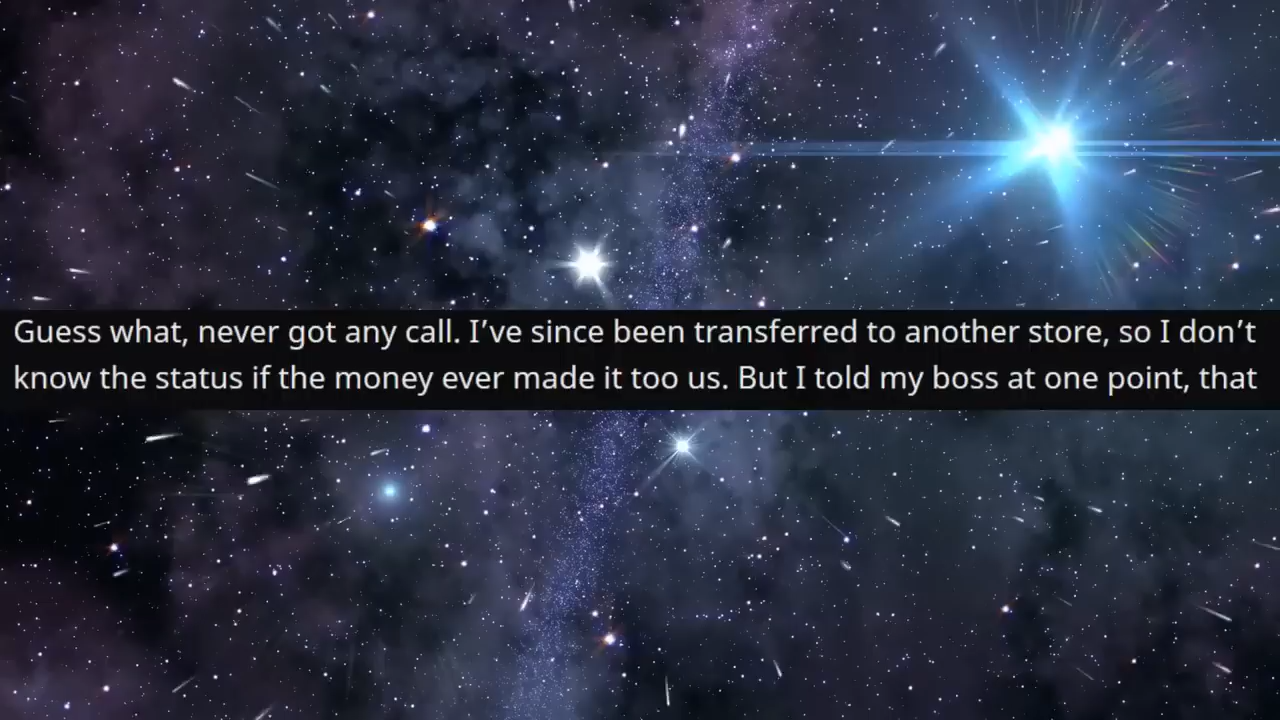 Guess what, never got any call. I’ve since been transferred to another store, so I don’t
know the status if the money ever made it too us. But I told my boss at one point, that